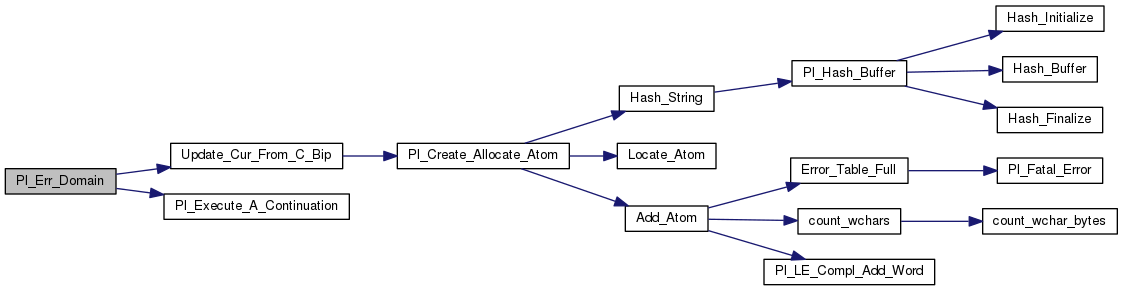 Pl_Err_Domain
Update_Cur_From_C_Bip
Pl_Execute_A_Continuation
Pl_Create_Allocate_Atom
Hash_String
Locate_Atom
Add_Atom
Pl_Hash_Buffer
Hash_Initialize
Hash_Buffer
Hash_Finalize
Error_Table_Full
Pl_Fatal_Error
count_wchars
count_wchar_bytes
Pl_LE_Compl_Add_Word